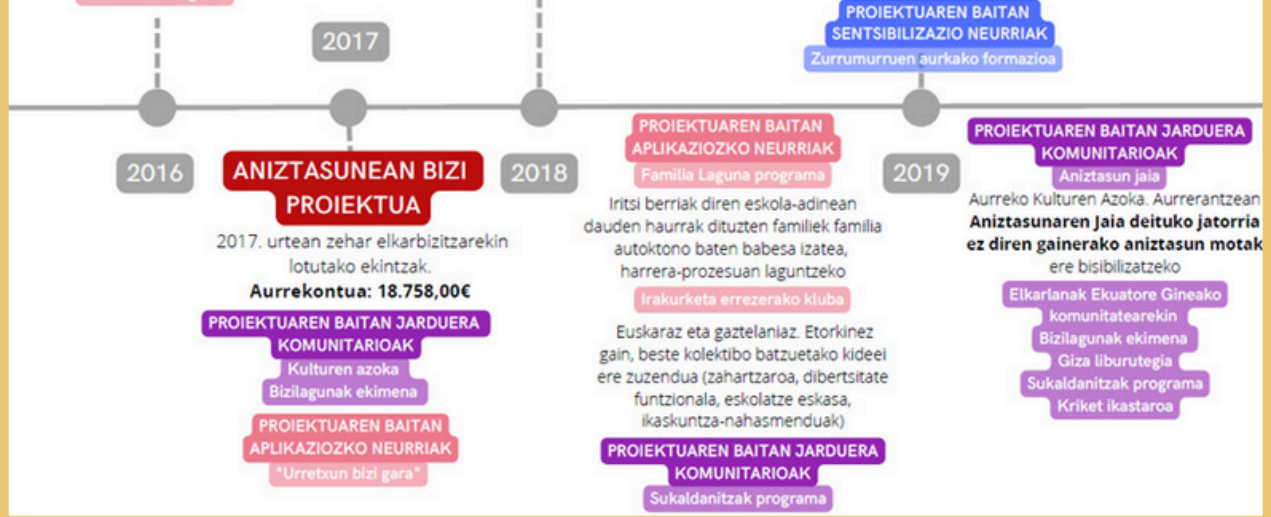 2016
2017
ANIZTASUNEAN BIZI
PROIEKTUA
2017. urtean zehar elkarbizitzarekin
lotutako ekintzak.
Aurrekontua: 18.758,00€
PROIEKTUAREN BAITAN JARDUERA
KOMUNITARIOAK
Kulturen azoka
Bizilagunak ekimena
PROIEKTUAREN BAITAN
APLIKAZIOZKO NEURRIAK
"Urretxun bizi gara"
2018
PROIEKTUAREN BAITAN
APLIKAZIOZKO NEURRIAK
Familia Laguna programa
Iritsi berriak diren eskola-adinean
dauden haurrak dituzten familiek familia
autoktono baten babesa izatea,
harrera-prozesuan laguntzeko
Irakurketa errezerako kluba
Euskaraz eta gaztelaniaz. Etorkinez
gain, beste kolektibo batzuetako kideei
ere zuzendua (zahartzaroa, dibertsitate
funtzionala, eskolatze eskasa,
ikaskuntza-nahasmenduak)
PROIEKTUAREN BAITAN JARDUERA
KOMUNITARIOAK
Sukaldanitzak programa
PROIEKTUAREN BAITAN
SENTSIBILIZAZIO NEURRIAK
Zurrumurruen aurkako formazioa
2019
PROIEKTUAREN BAITAN JARDUERA
KOMUNITARIOAK
Aniztasun jaia
Aurreko Kulturen Azoka. Aurrerantzean
Aniztasunaren Jaia deituko jatorria
ez diren gainerako aniztasun motak
ere bisibilizatzeko
Elkarlanak Ekuatore Gineako
komunitatearekin
Bizilagunak ekimena
Giza liburutegia
Sukaldanitzak programa
Kriket ikastaroa